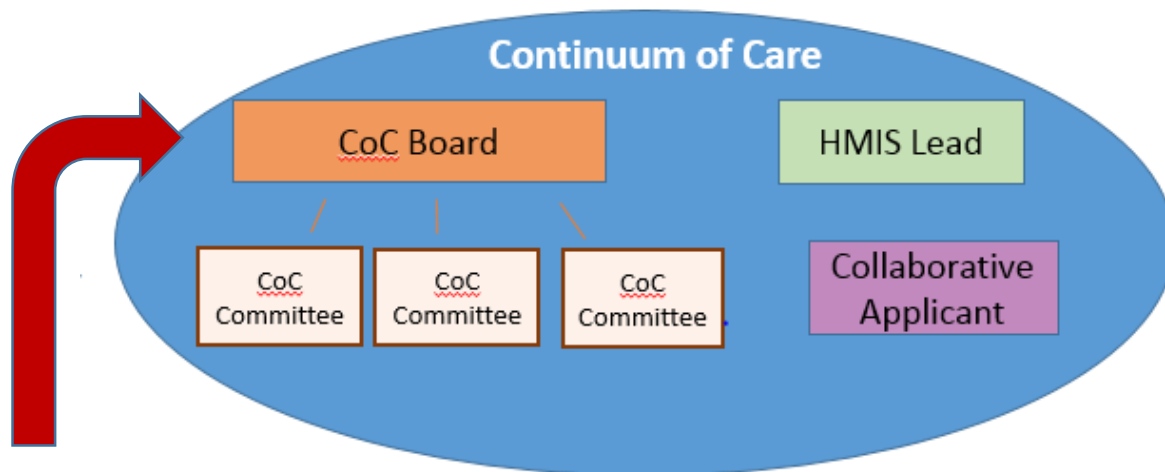 Continuum of Care
CoC Board
HMIS Lead
CoC
Committee
CoC
Committee
CoC
Committee
Collaborative
Applicant